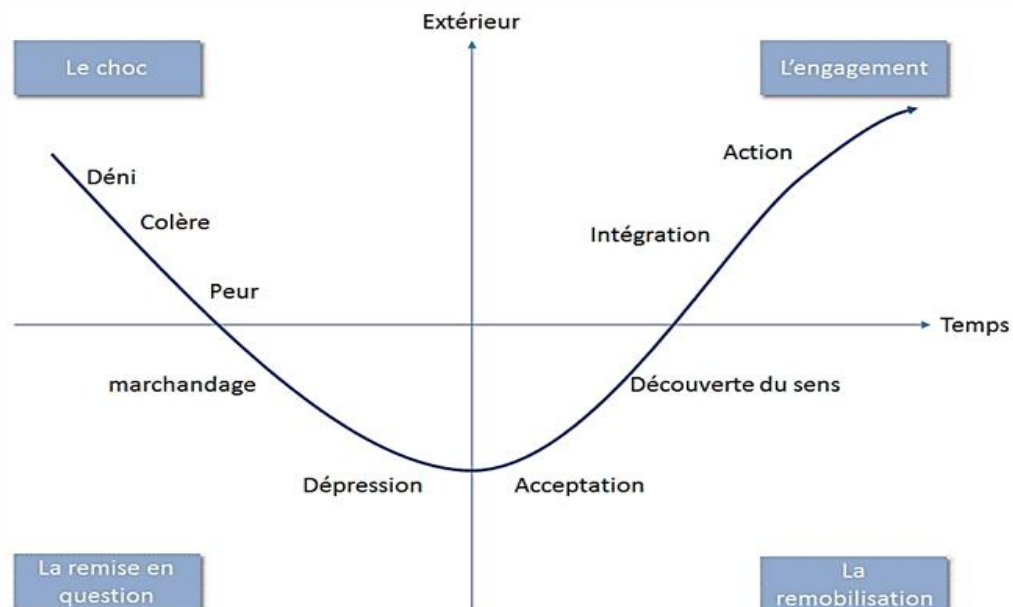 Extérieur
Le choc
L'engagement
Action
Déni
Colère
Intégration
Peur
Temps
marchandage
Découverte du sens
Dépression
Acceptation
La remise en
question
La
remobilisation